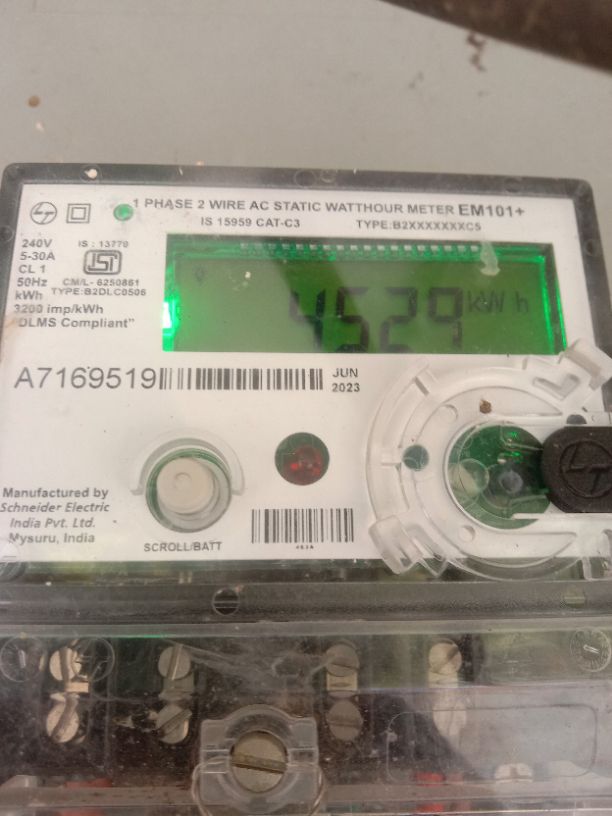 1 PHASE 2 WIRE AC STATIC WATTHOUR METER EM101+
IS 15959 CAT-C3 TYPE:B2XXXXXXXC5
240V
5-30A
CL 1
50Hz
kWh
3200 imp/kWh
"DLMS Compliant"
IS : 13779
ISI
CM/L- 6250861
TYPE:B2DLC0506
4529 kWh
A7169519
JUN
2023
Manufactured by
Schneider Electric
India Pvt. Ltd.
Mysuru, India
SCROLL/BATT